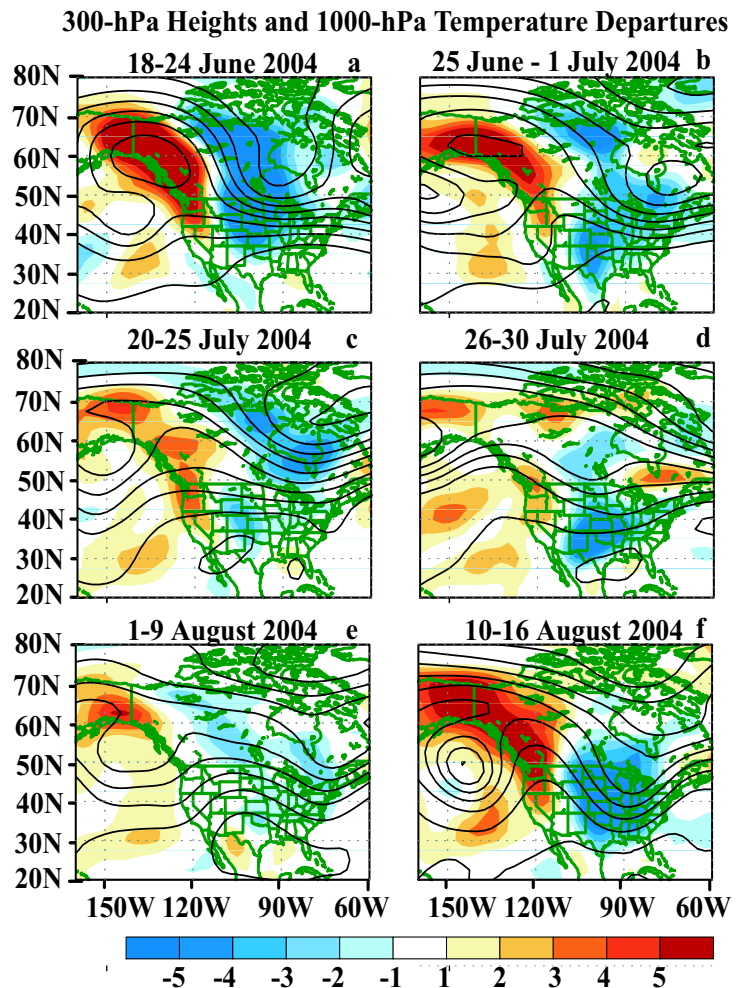 300-hPa Heights and 1000-hPa Temperature Departures
18-24 June 2004 a
25 June - 1 July 2004 b
80N
70N
60N
50N
40N
30N
20N
20-25 July 2004 c
26-30 July 2004 d
80N
70N
60N
50N
40N
30N
20N
1-9 August 2004 e
10-16 August 2004 f
80N
70N
60N
50N
40N
30N
20N
150W 120W 90W 60W
150W 120W 90W 60W
-5 -4 -3 -2 -1 1 2 3 4 5